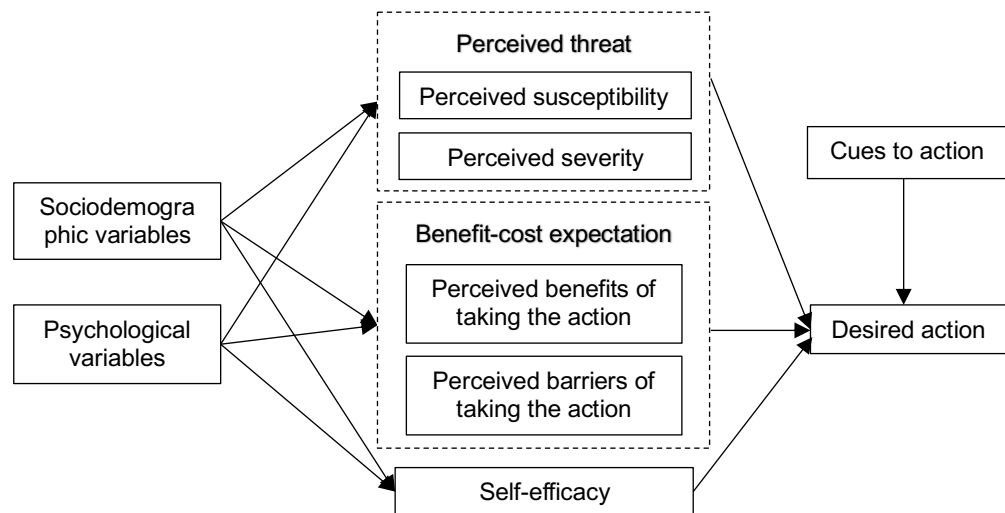 Perceived threat
Perceived susceptibility
Perceived severity
Cues to action
Sociodemogra
phic variables
Benefit-cost expectation
Perceived benefits of
taking the action
Psychological
variables
Desired action
Perceived barriers of
taking the action
Self-efficacy